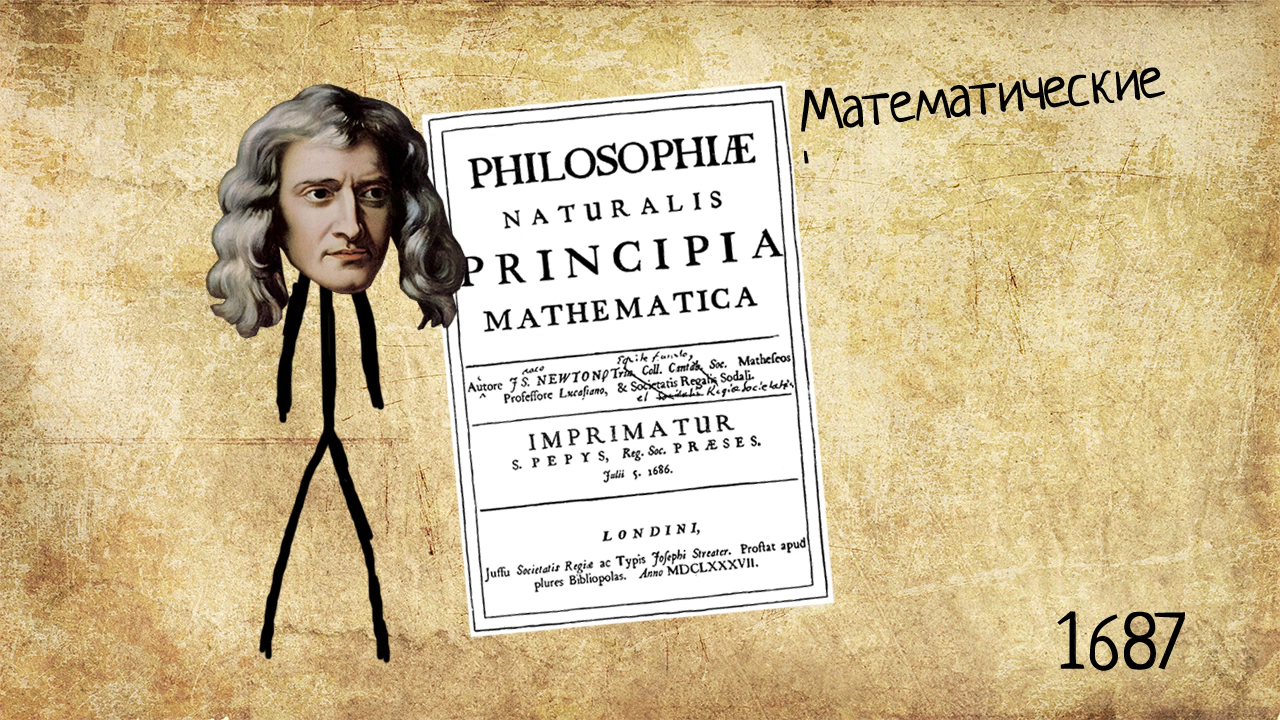 PHILOSOPHIÆ
NATURALIS
PRINCIPIA
MATHEMATICA
Autore JS. NEWTON, Trin. Coll. Cantab. Soc. Matheseos
Professore Lucasiano, & Societatis Regalis Sodali.
IMPRIMATUR
S. PEPYS, Reg. Soc. PRÆSES.
Julii 5. 1686.
LONDINI,
Jussu Societatis Regiæ ac Typis Josephi Streater. Prostat apud
plures Bibliopolas. Anno MDCLXXXVII.
Математические
1687